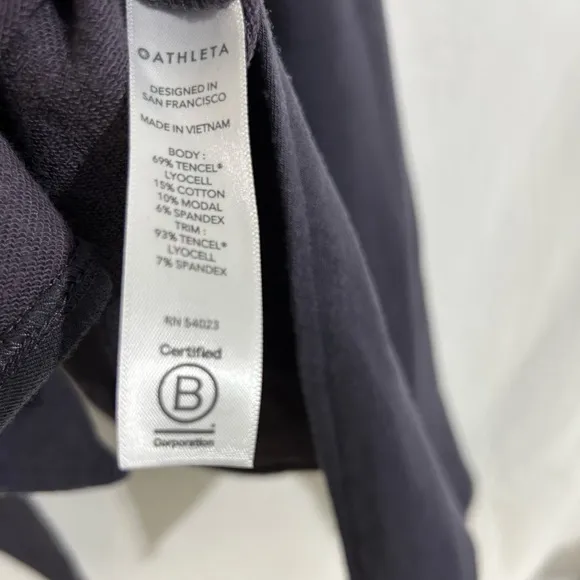 ATHLETA
DESIGNED IN
SAN FRANCISCO
MADE IN VIETNAM
BODY :
69% TENCEL®
LYOCELL
15% COTTON
10% MODAL
6% SPANDEX
TRIM :
93% TENCEL®
LYOCELL
7% SPANDEX
RN 54023
Certified
B
Corporation